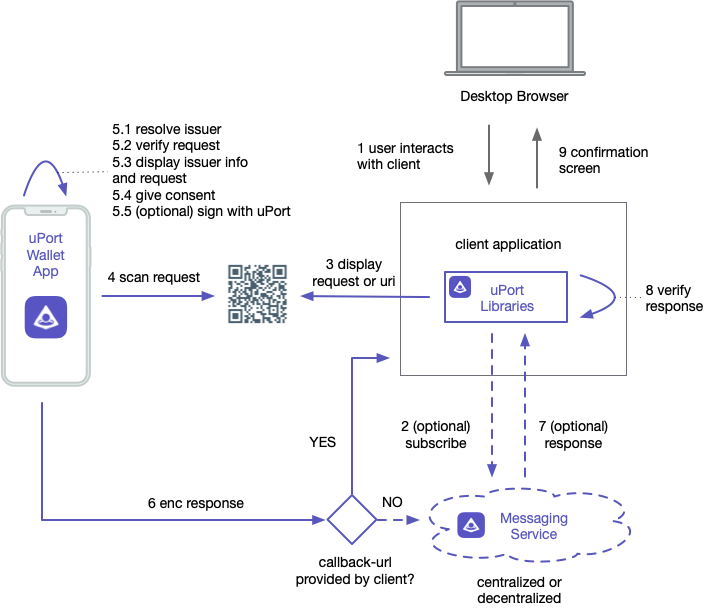 Desktop Browser
5.1 resolve issuer
5.2 verify request
5.3 display issuer info
and request
5.4 give consent
5.5 (optional) sign with uPort
1 user interacts
with client
9 confirmation
screen
uPort
Wallet
App
client application
4 scan request
3 display
request or uri
uPort
Libraries
8 verify
response
2 (optional)
subscribe
7 (optional)
response
YES
6 enc response
NO
Messaging
Service
callback-url
provided by client?
centralized or
decentralized